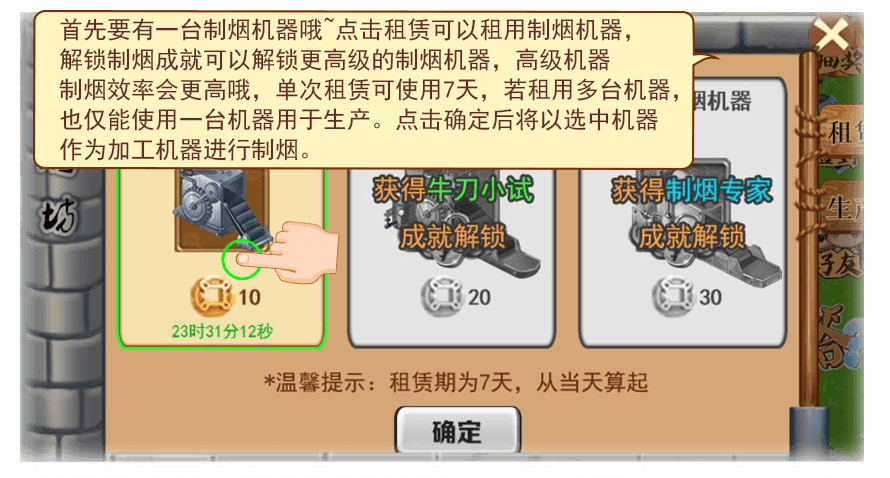 首先要有一台制烟机器哦~点击租赁可以租用制烟机器，
解锁制烟成就可以解锁更高级的制烟机器，高级机器
制烟效率会更高哦，单次租赁可使用7天，若租用多台机器，
也仅能使用一台机器用于生产。点击确定后将以选中机器
作为加工机器进行制烟。
抽奖
烟机器
租赁
获得牛刀小试
成就解锁
获得制烟专家
成就解锁
坊
生产
好友
10
20
30
23时31分12秒
*温馨提示：租赁期为7天，从当天算起
确定